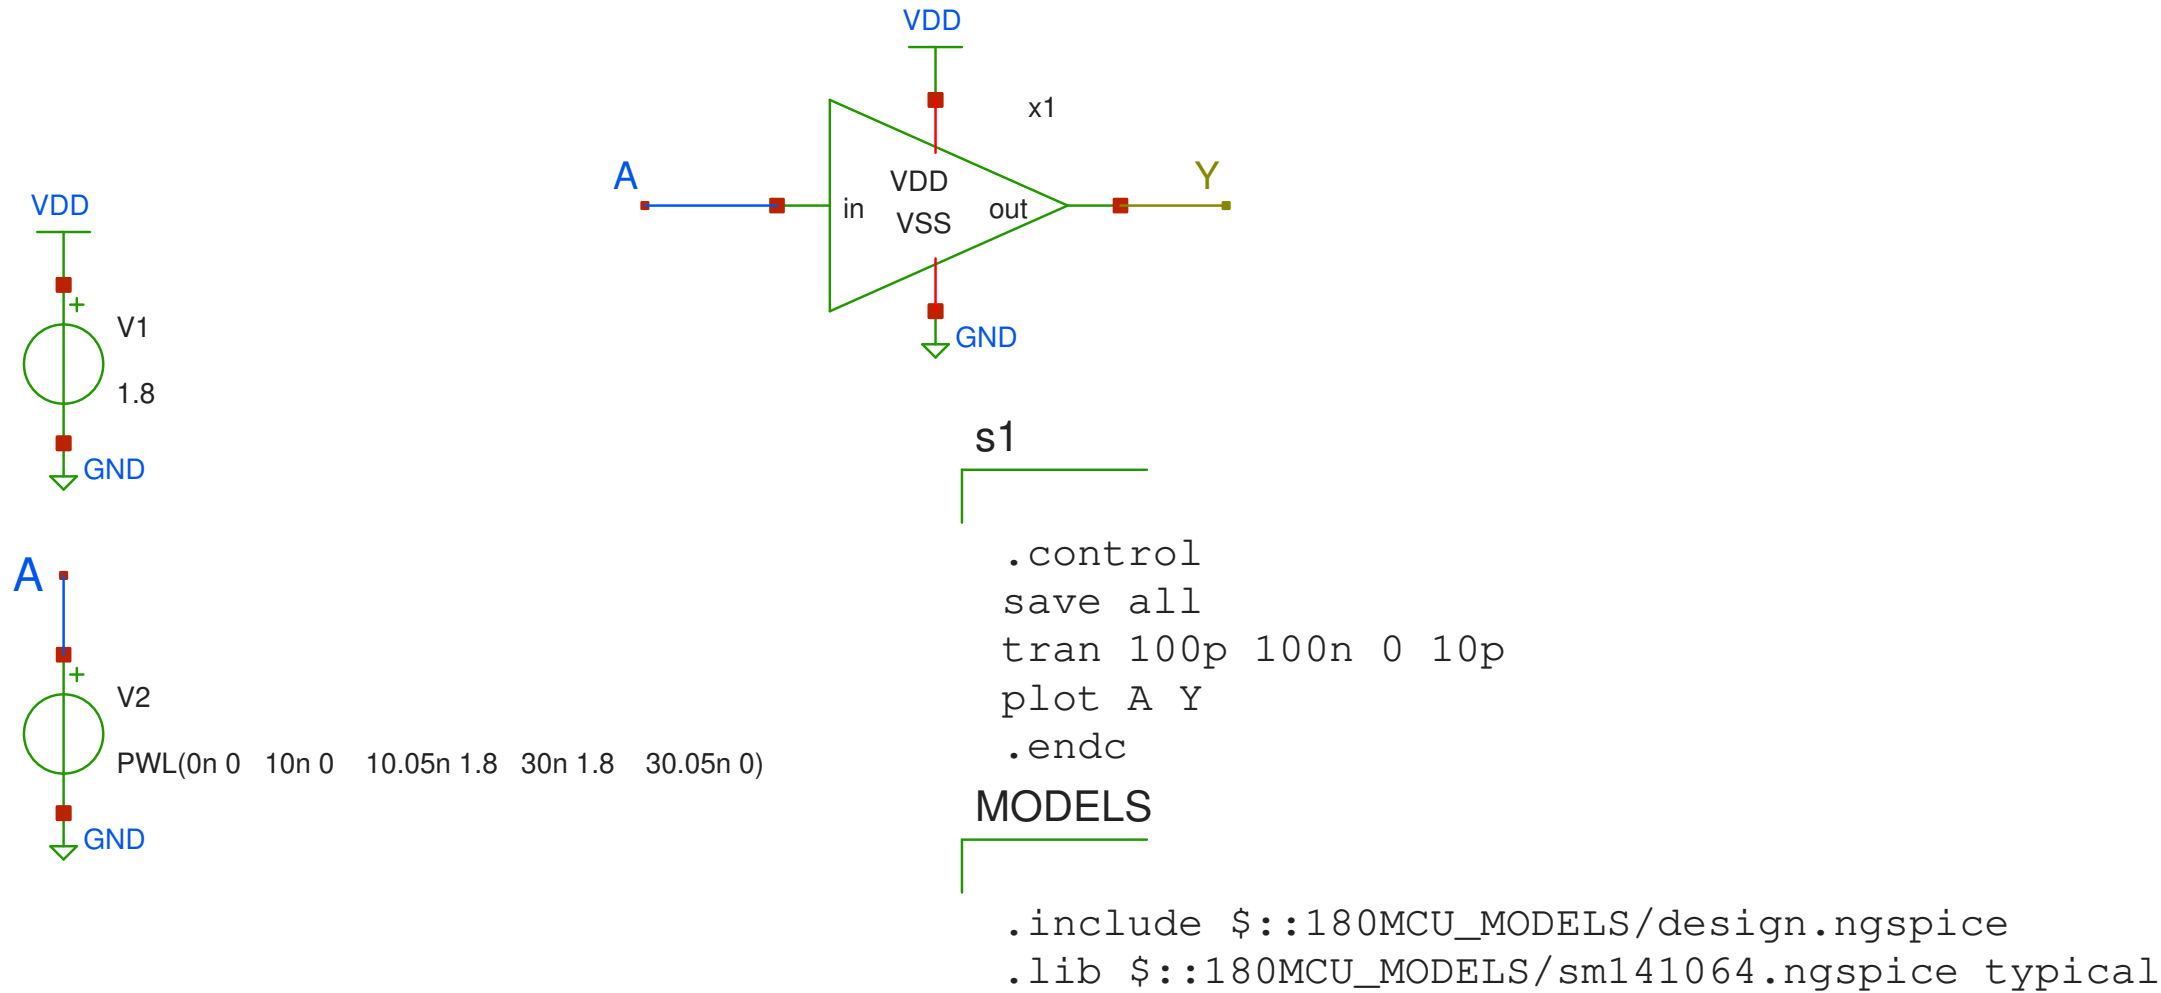 VDD
x1
A
Y
VDD
VSS
in
out
GND
VDD
+
V1
1.8
GND
A
+
V2
PWL(0n 0 10n 0 10.05n 1.8 30n 1.8 30.05n 0)
GND
s1
.control
save all
tran 100p 100n 0 10p
plot A Y
.endc
MODELS
.include $::180MCU_MODELS/design.ngspice
.lib $::180MCU_MODELS/sm141064.ngspice typical